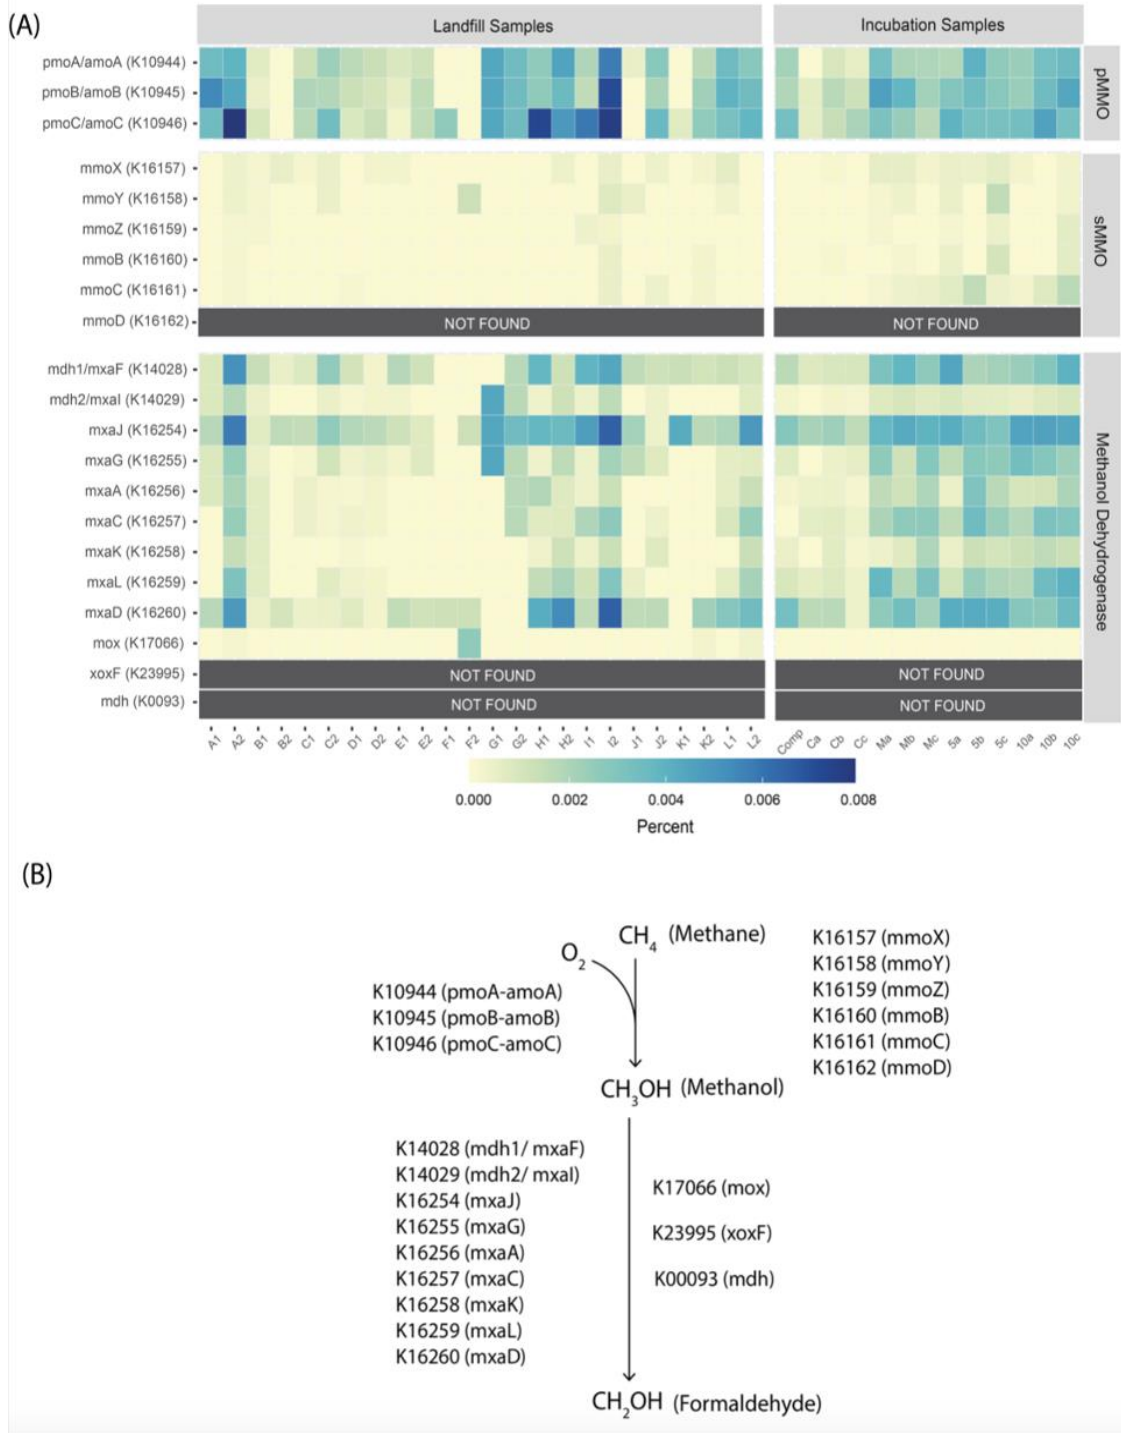 (A)
Landfill Samples
Incubation Samples
pmoA/amoA (K10944)
pmoB/amoB (K10945)
pmoC/amoC (K10946)
pMMO
mmoX (K16157)
mmoY (K16158)
mmoZ (K16159)
mmoB (K16160)
mmoC (K16161)
mmoD (K16162)
NOT FOUND
NOT FOUND
sMMO
mdh1/mxaF (K14028)
mdh2/mxaI (K14029)
mxaJ (K16254)
mxaG (K16255)
mxaA (K16256)
mxaC (K16257)
mxaK (K16258)
mxaL (K16259)
mxaD (K16260)
mox (K17066)
xoxF (K23995)
NOT FOUND
NOT FOUND
mdh (K0093)
NOT FOUND
NOT FOUND
Methanol Dehydrogenase
A1 A2 B1 B2 C1 C2 D1 D2 E1 E2 F1 F2 G1 G2 H1 H2 I1 I2 J1 J2 K1 K2 L1 L2 Comp Ca Cb Cc Ma Mb Mc 5a 5b 5c 10a 10b 10c
0.000 0.002 0.004 0.006 0.008
Percent
(B)
CH4 (Methane)
O2
K10944 (pmoA-amoA)
K10945 (pmoB-amoB)
K10946 (pmoC-amoC)
K16157 (mmoX)
K16158 (mmoY)
K16159 (mmoZ)
K16160 (mmoB)
K16161 (mmoC)
K16162 (mmoD)
CH3OH (Methanol)
K14028 (mdh1/ mxaF)
K14029 (mdh2/ mxaI)
K16254 (mxaJ)
K16255 (mxaG)
K16256 (mxaA)
K16257 (mxaC)
K16258 (mxaK)
K16259 (mxaL)
K16260 (mxaD)
K17066 (mox)
K23995 (xoxF)
K00093 (mdh)
CH2OH (Formaldehyde)